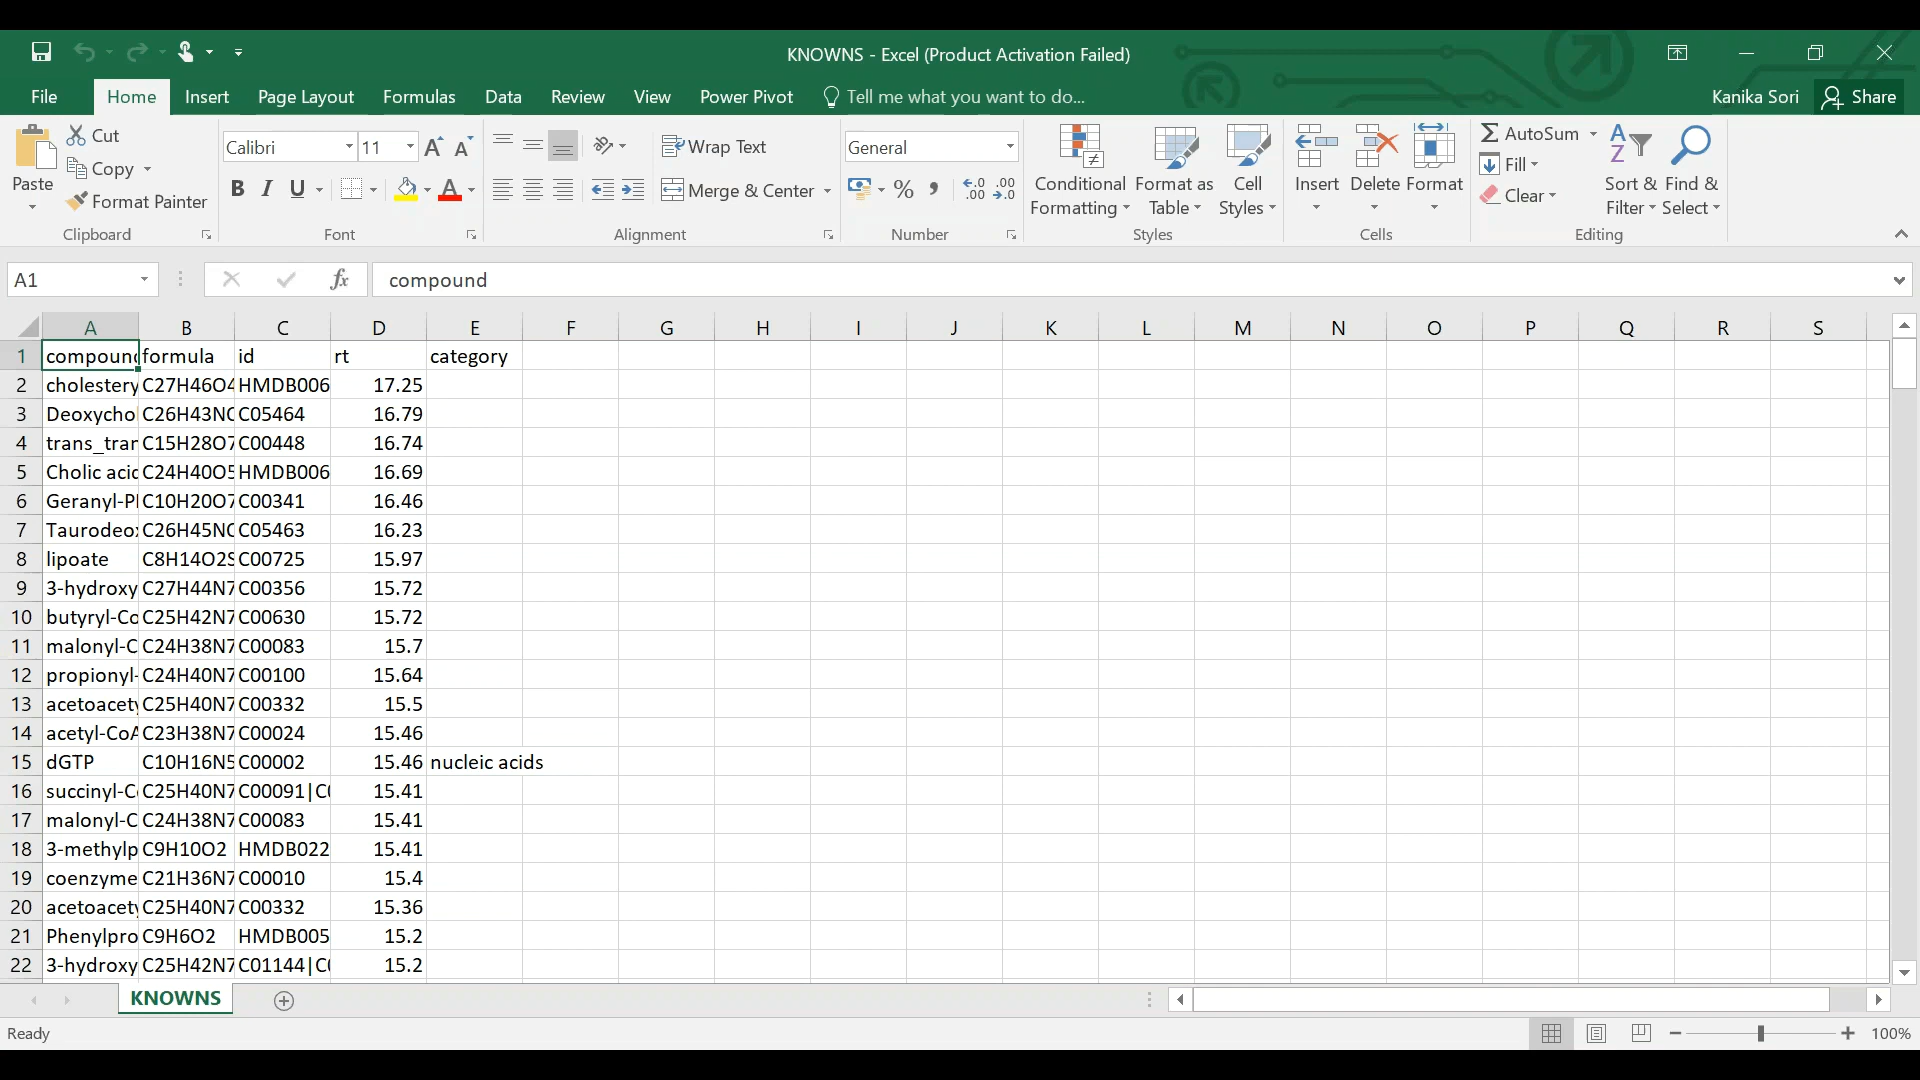 KNOWNS - Excel (Product Activation Failed)
File Home Insert Page Layout Formulas Data Review View Power Pivot Tell me what you want to do... Kanika Sori Share
Paste
Cut
Copy
Format Painter
Clipboard
Calibri 11
B I U
Font
Wrap Text
Merge & Center
Alignment
General
Number
Conditional Formatting
Format as Table
Cell Styles
Styles
Insert
Delete
Format
Cells
AutoSum
Fill
Clear
Sort & Filter
Find & Select
Editing
A1 fx compound
A B C D E F G H I J K L M N O P Q R S
1 compound formula id rt category
2 cholestery C27H46O4 HMDB006 17.25
3 Deoxycho C26H43NO C05464 16.79
4 trans_tran C15H28O7 C00448 16.74
5 Cholic acid C24H40O5 HMDB006 16.69
6 Geranyl-P C10H20O7 C00341 16.46
7 Taurodeox C26H45NO C05463 16.23
8 lipoate C8H14O2S C00725 15.97
9 3-hydroxy C27H44N7 C00356 15.72
10 butyryl-Co C25H42N7 C00630 15.72
11 malonyl-C C24H38N7 C00083 15.7
12 propionyl- C24H40N7 C00100 15.64
13 acetoacety C25H40N7 C00332 15.5
14 acetyl-CoA C23H38N7 C00024 15.46
15 dGTP C10H16N5 C00002 15.46 nucleic acids
16 succinyl-C C25H40N7 C00091|C 15.41
17 malonyl-C C24H38N7 C00083 15.41
18 3-methylp C9H10O2 HMDB022 15.41
19 coenzyme C21H36N7 C00010 15.4
20 acetoacety C25H40N7 C00332 15.36
21 Phenylpro C9H6O2 HMDB005 15.2
22 3-hydroxy C25H42N7 C01144|C 15.2
KNOWNS
Ready 100%